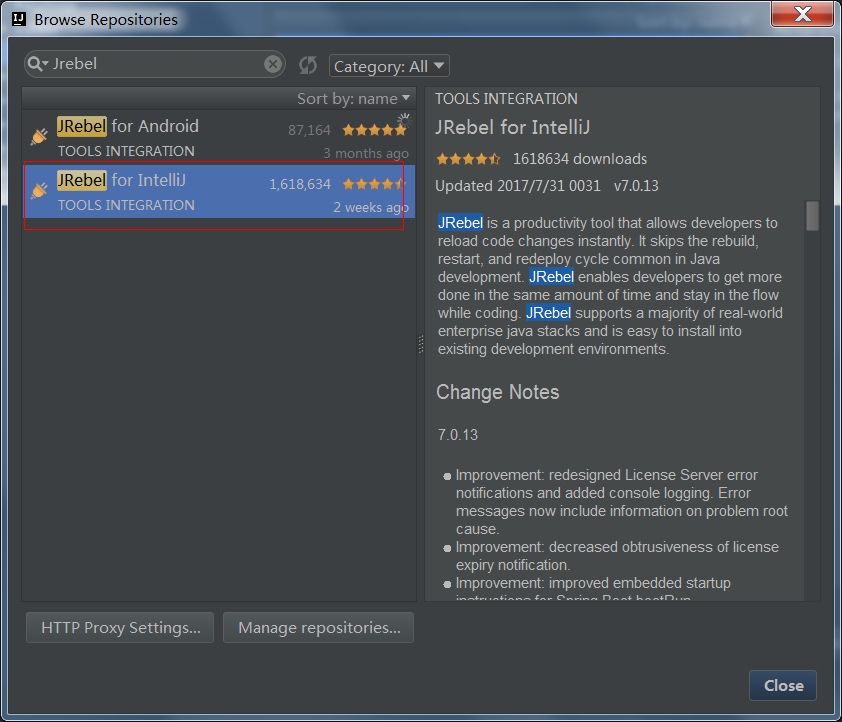 IJ Browse Repositories
Jrebel
Category: All
Sort by: name
JRebel for Android
87,164
TOOLS INTEGRATION
3 months ago
JRebel for IntelliJ
1,618,634
TOOLS INTEGRATION
2 weeks ago
TOOLS INTEGRATION
JRebel for IntelliJ
1618634 downloads
Updated 2017/7/31 0031 v7.0.13
JRebel is a productivity tool that allows developers to
reload code changes instantly. It skips the rebuild,
restart, and redeploy cycle common in Java
development. JRebel enables developers to get more
done in the same amount of time and stay in the flow
while coding. JRebel supports a majority of real-world
enterprise java stacks and is easy to install into
existing development environments.
Change Notes
7.0.13
Improvement: redesigned License Server error
notifications and added console logging. Error
messages now include information on problem root
cause.
Improvement: decreased obtrusiveness of license
expiry notification.
Improvement: improved embedded startup
instructions for Spring Boot bootRun
HTTP Proxy Settings...
Manage repositories...
Close